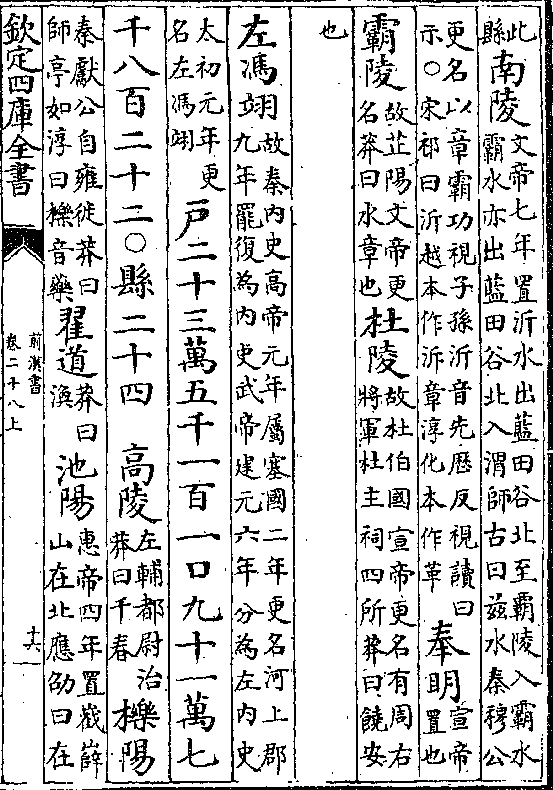 此縣南陵文帝七年置沂水出藍田谷北至霸陵入霸水霸水亦出藍田谷北入渭師古曰兹水秦穆公
更名以章霸功視子孫沂音先歷反視讀曰示○宋祁曰沂越本作泝章淳化本作革奉明宣帝置也
霸陵故芷陽文帝更名莽曰水章也杜陵故杜伯國宣帝更名有周右將軍杜主祠四所莽曰饒安
也
左馮翊故秦内史高帝元年屬塞國二年更名河上郡九年罷復為内史武帝建元六年分為左内史
太初元年更名左馮翊戸二十三萬五千一百一口九十一萬七
千八百二十二○縣二十四 高陵左輔都尉治莽曰千春櫟陽
秦獻公自雍徙莽曰師亭如淳曰櫟音藥翟道莽曰渙池陽惠帝四年置嶻嶭山在北應劭曰在
欽定四庫全書
前漢書
卷二十八上
十六